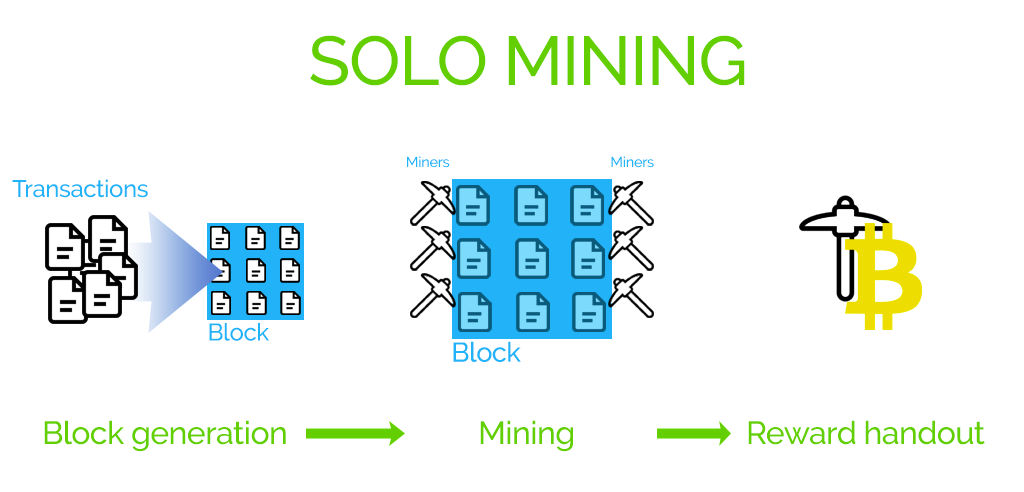 SOLO MINING
Miners
Miners
Transactions
Block
Block
Block generation
Mining
Reward handout